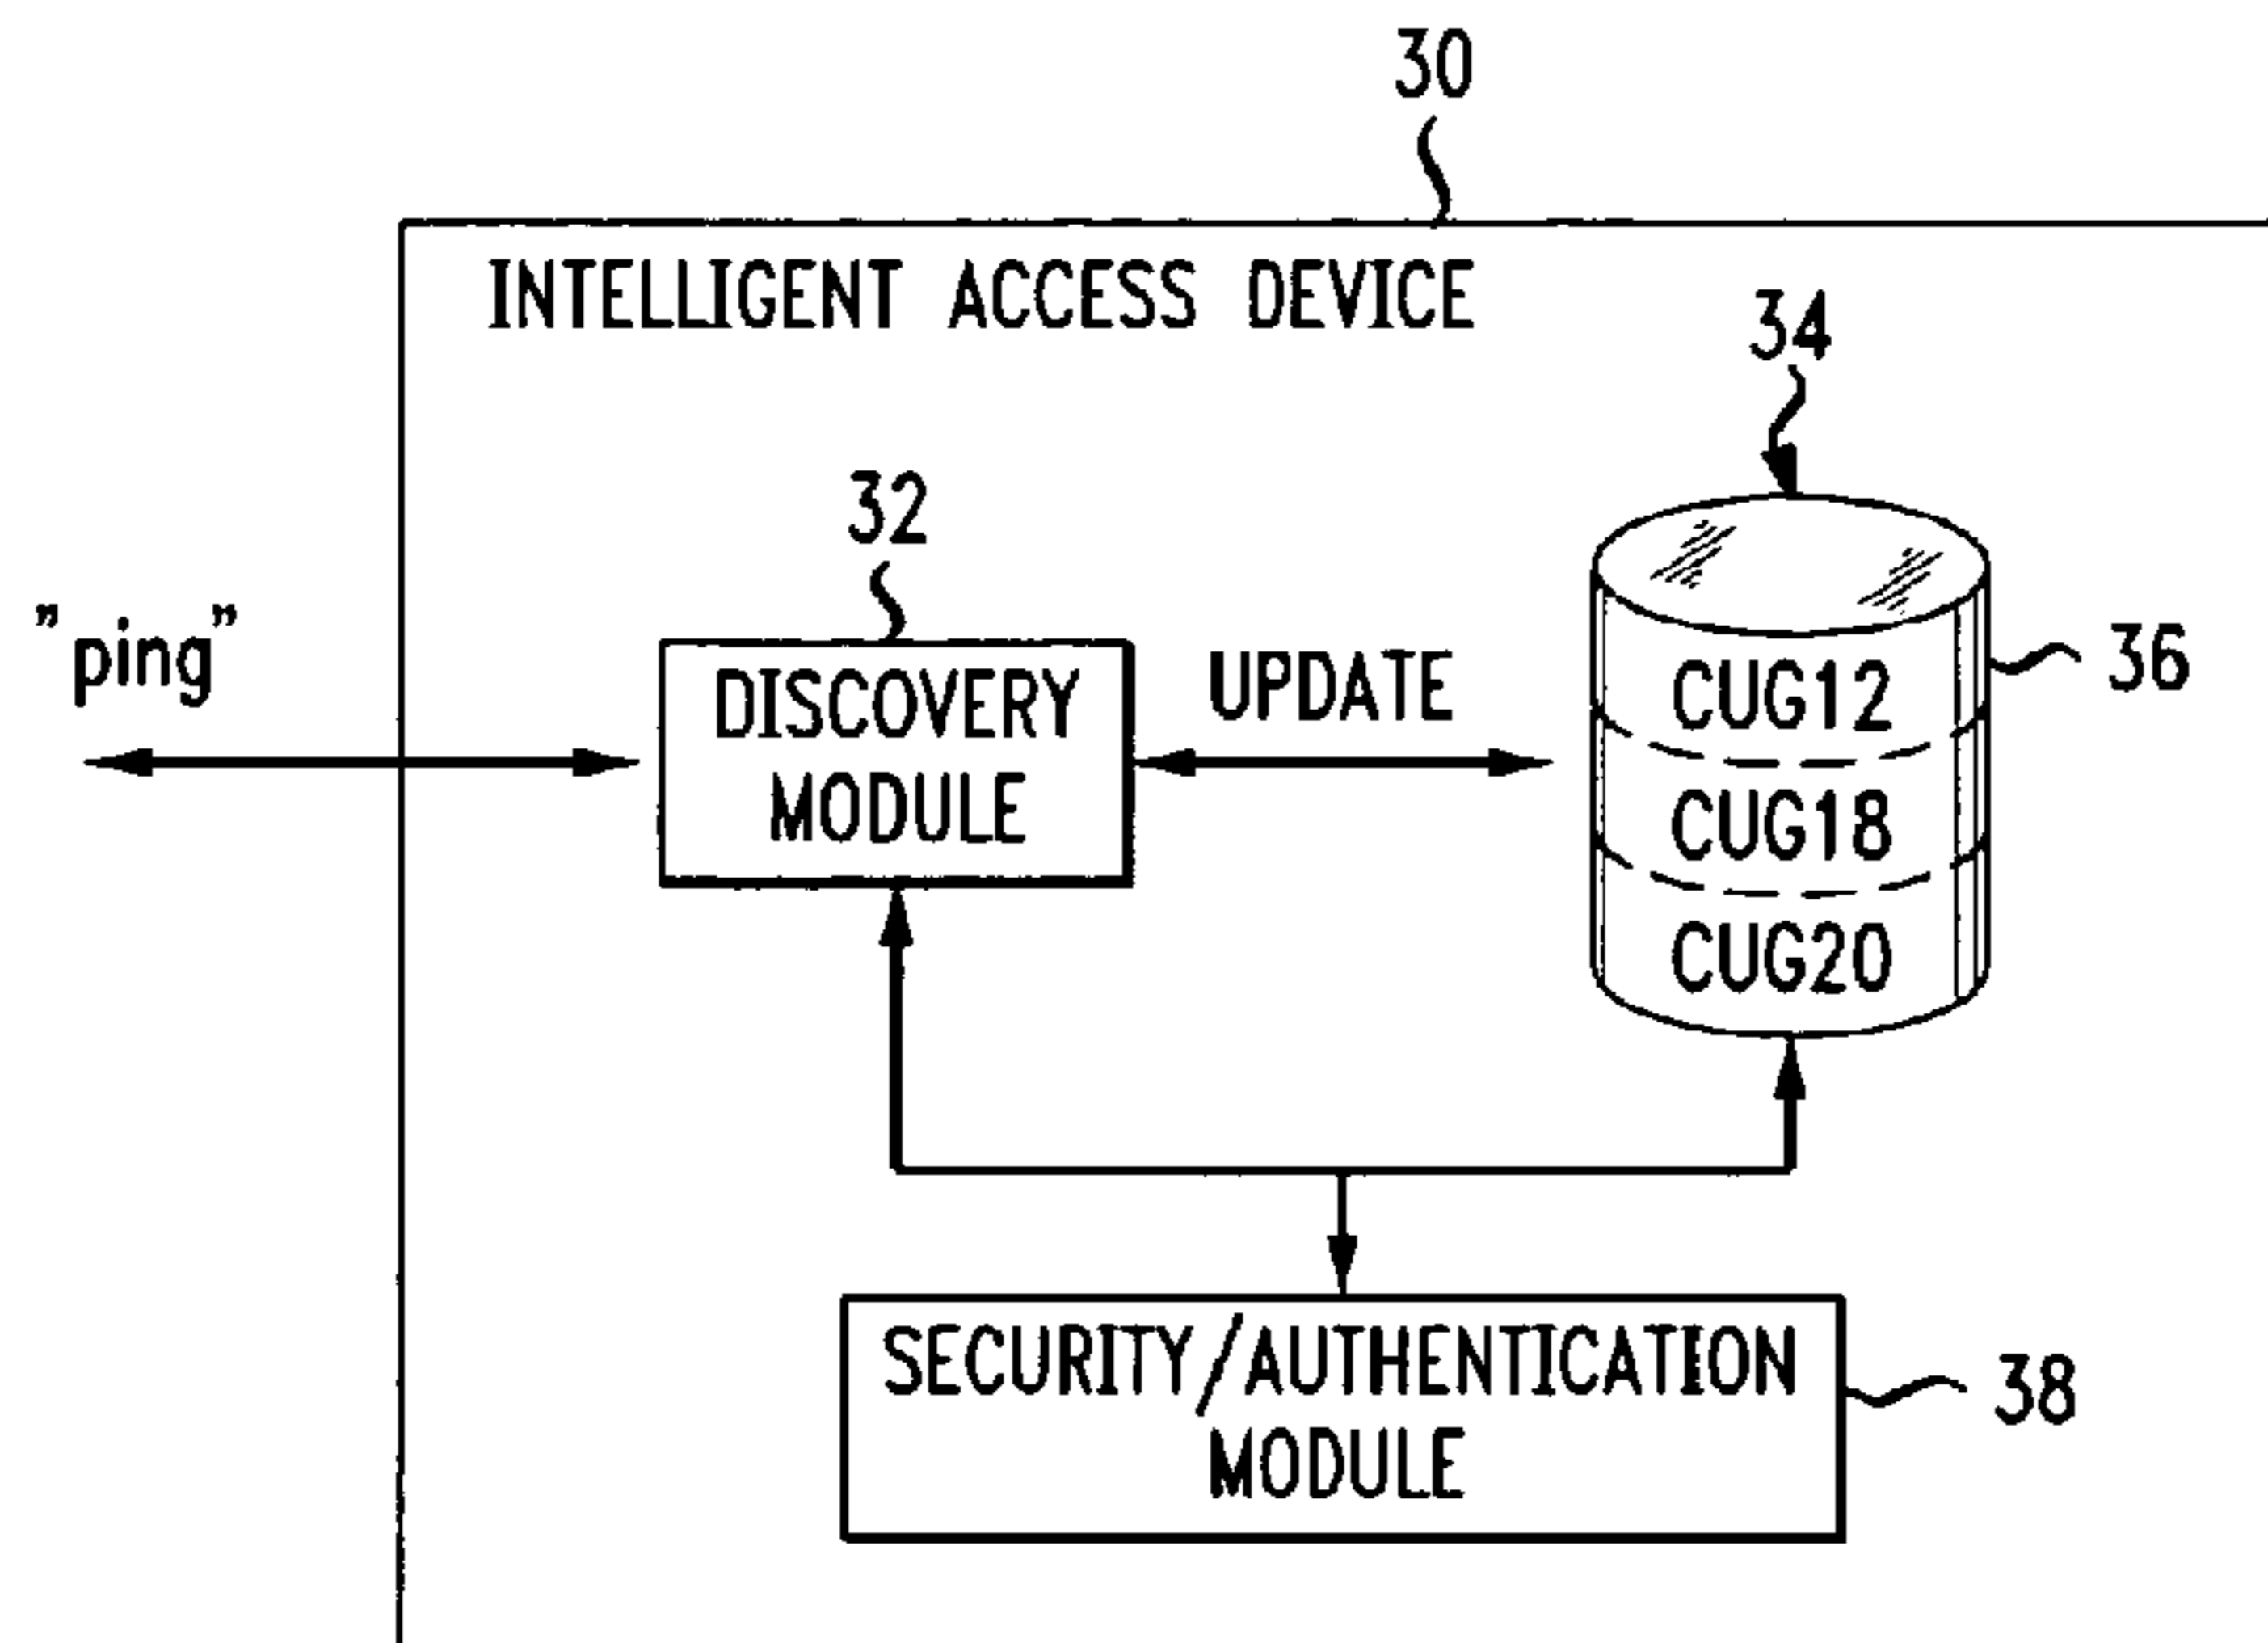 30
INTELLIGENT ACCESS DEVICE
34
32
"ping"
DISCOVERY
MODULE
UPDATE
36
CUG12
CUG18
CUG20
SECURITY/AUTHENTICATION
MODULE
38